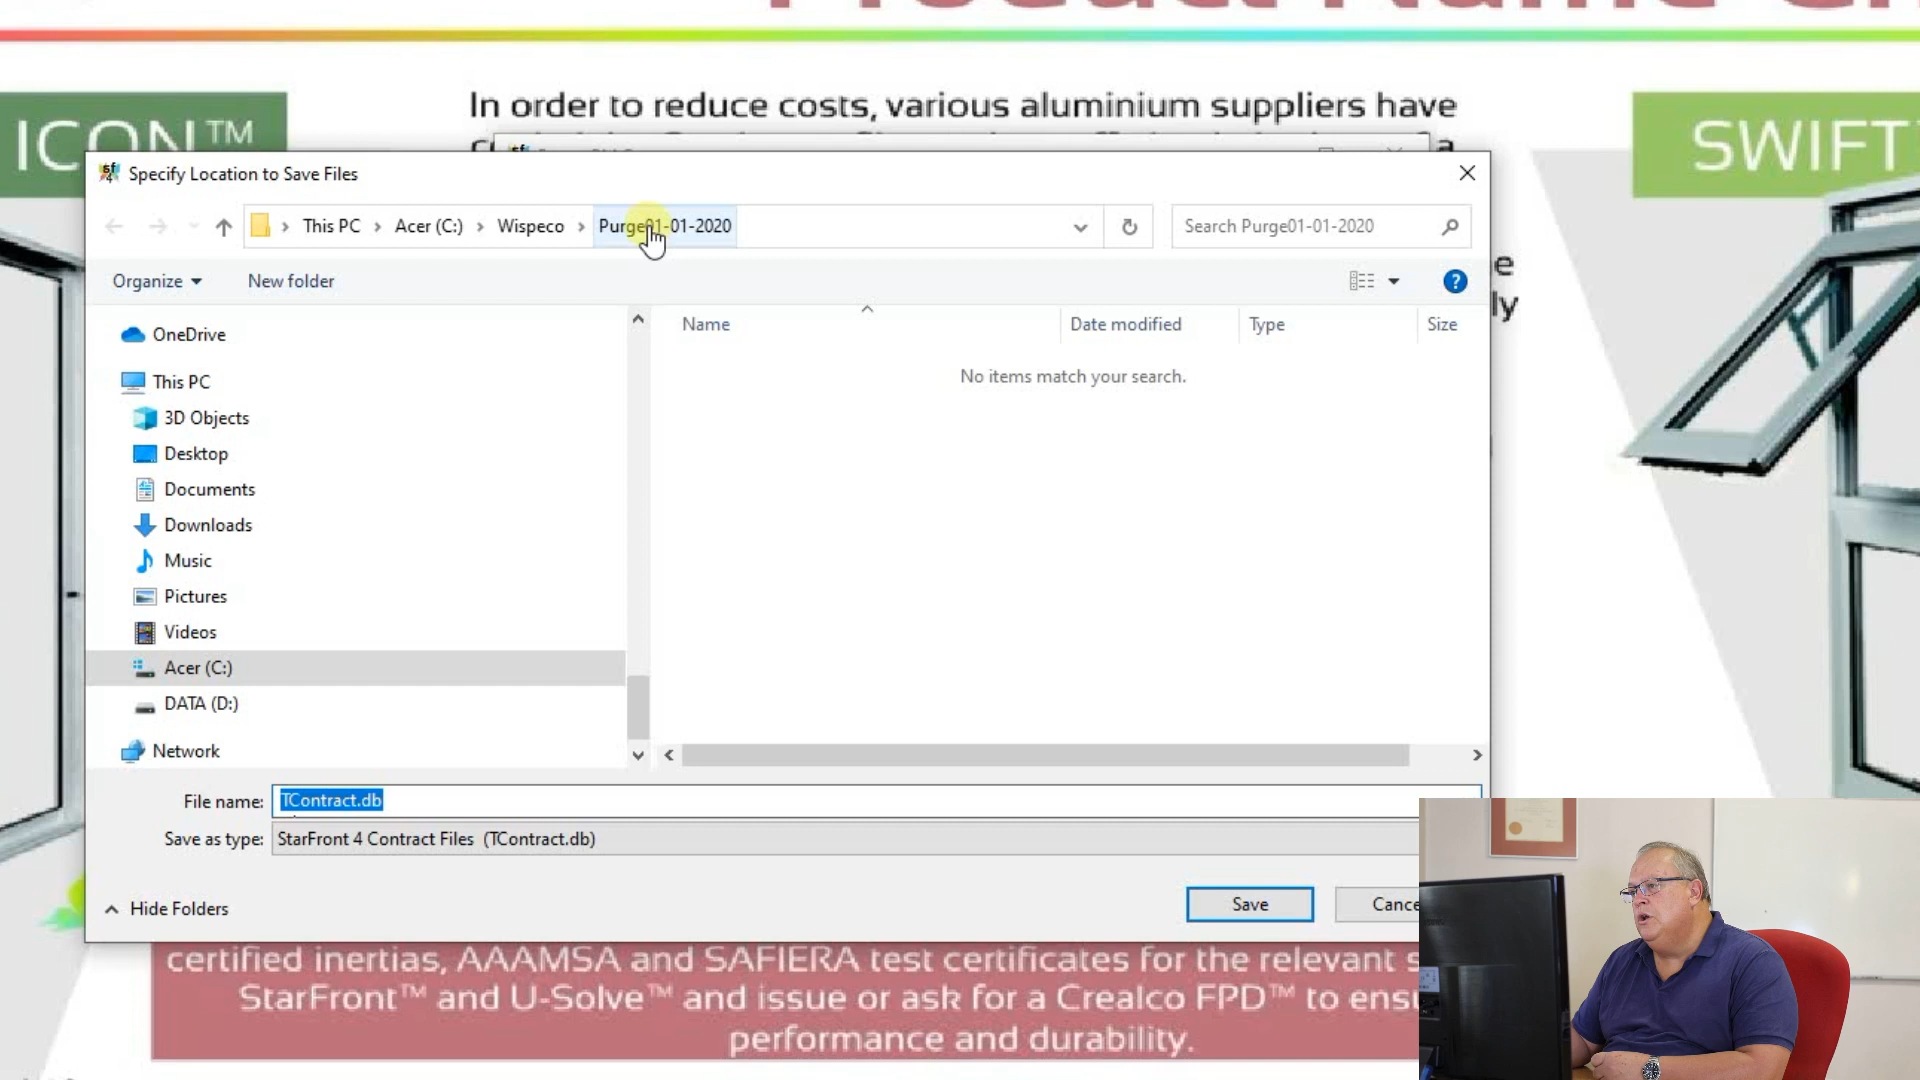 In order to reduce costs, various aluminium suppliers have
ICON™
SWIFT
Specify Location to Save Files
This PC
Acer (C:)
Wispeco
Purge01-01-2020
Search Purge01-01-2020
Organize
New folder
?
e
ly
Name
Date modified
Type
Size
No items match your search.
OneDrive
This PC
3D Objects
Desktop
Documents
Downloads
Music
Pictures
Videos
Acer (C:)
DATA (D:)
Network
File name: TContract.db
Save as type: StarFront 4 Contract Files (TContract.db)
Hide Folders
Save
Cance
certified inertias, AAAMSA and SAFIERA test certificates for the relevant s
StarFront™ and U-Solve™ and issue or ask for a Crealco FPD™ to ensu
performance and durability.